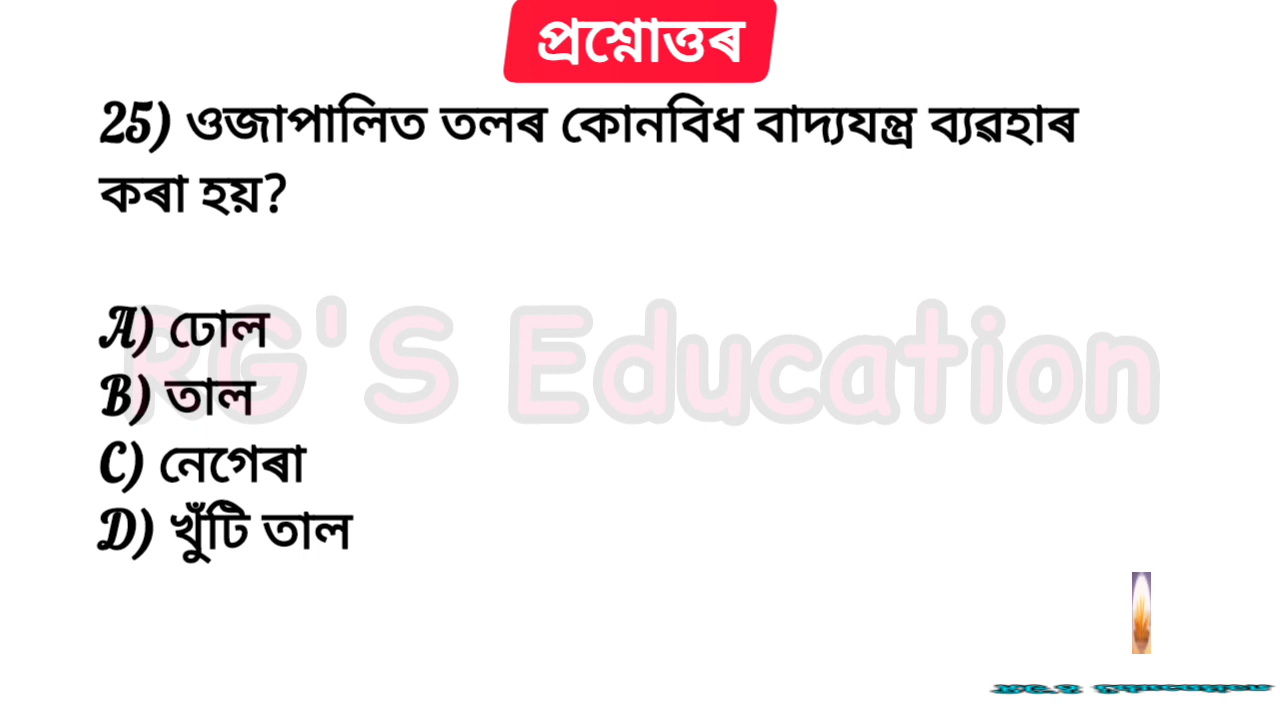 প্ৰশ্নোত্তৰ
25) ওজাপালিত তলৰ কোনবিধ বাদ্যযন্ত্ৰ ব্যৱহাৰ
কৰা হয়?
RG'S Education
A) ঢোল
B) তাল
C) নেগেৰা
D) খুঁটি তাল